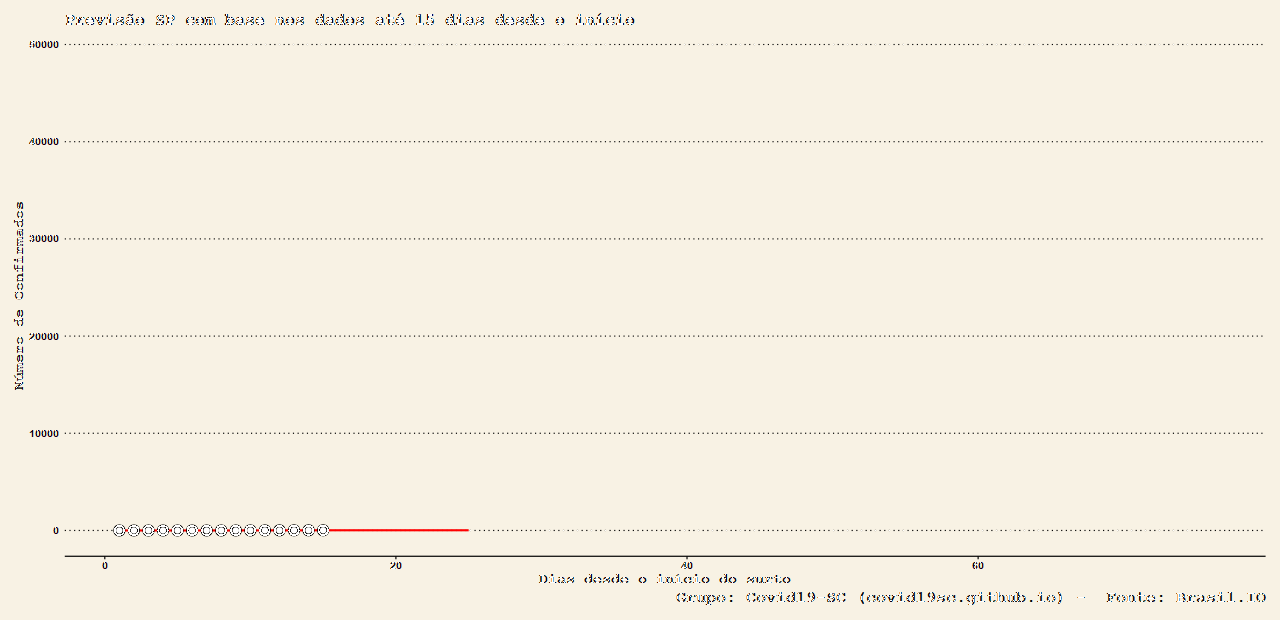 Previsão SP com base nos dados até 15 dias desde o início
50000
40000
30000
20000
10000
0
Número de Confirmados
0 20 40 60
Dias desde o início do surto
Grupo: Covid19-SC (covid19sc.github.io) -- Fonte: Brasil.IO